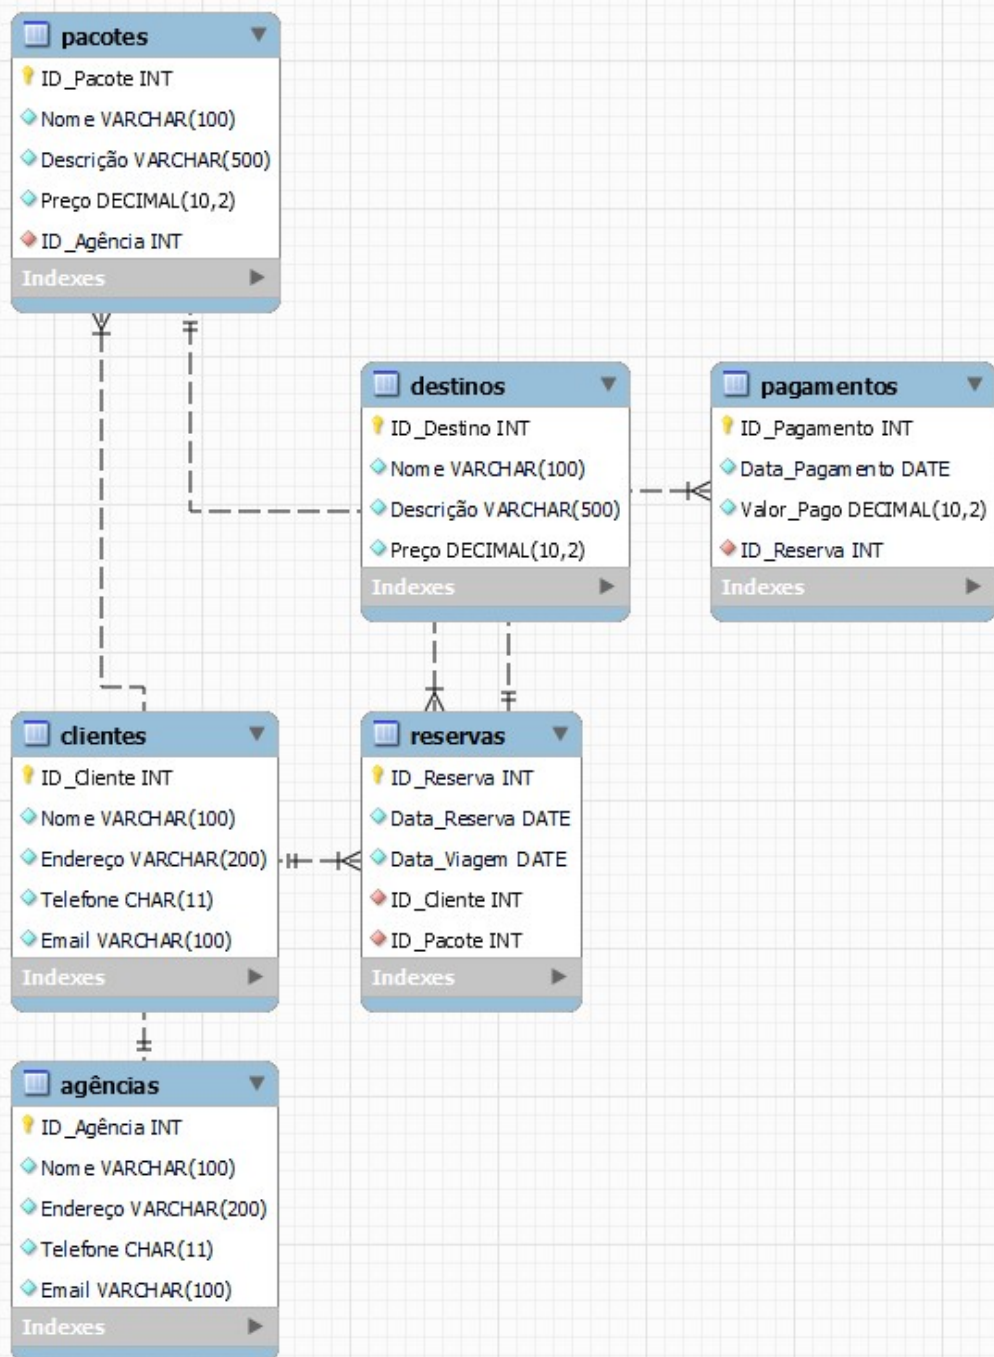 pacotes
ID_Pacote INT
Nome VARCHAR(100)
Descrição VARCHAR(500)
Preço DECIMAL(10,2)
ID_Agência INT
Indexes
destinos
ID_Destino INT
Nome VARCHAR(100)
Descrição VARCHAR(500)
Preço DECIMAL(10,2)
Indexes
pagamentos
ID_Pagamento INT
Data_Pagamento DATE
Valor_Pago DECIMAL(10,2)
ID_Reserva INT
Indexes
clientes
ID_Cliente INT
Nome VARCHAR(100)
Endereço VARCHAR(200)
Telefone CHAR(11)
Email VARCHAR(100)
Indexes
reservas
ID_Reserva INT
Data_Reserva DATE
Data_Viagem DATE
ID_Cliente INT
ID_Pacote INT
Indexes
agências
ID_Agência INT
Nome VARCHAR(100)
Endereço VARCHAR(200)
Telefone CHAR(11)
Email VARCHAR(100)
Indexes